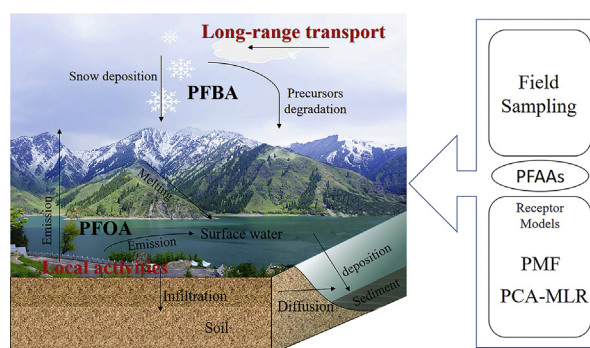 Long-range transport
Snow deposition
PFBA
Precursors
degradation
Melting
Emission
PFOA
Emission
Surface water
Local activities
deposition
Infiltration
Diffusion
Sediment
Soil
Field
Sampling
PFAAs
Receptor
Models
PMF
PCA-MLR